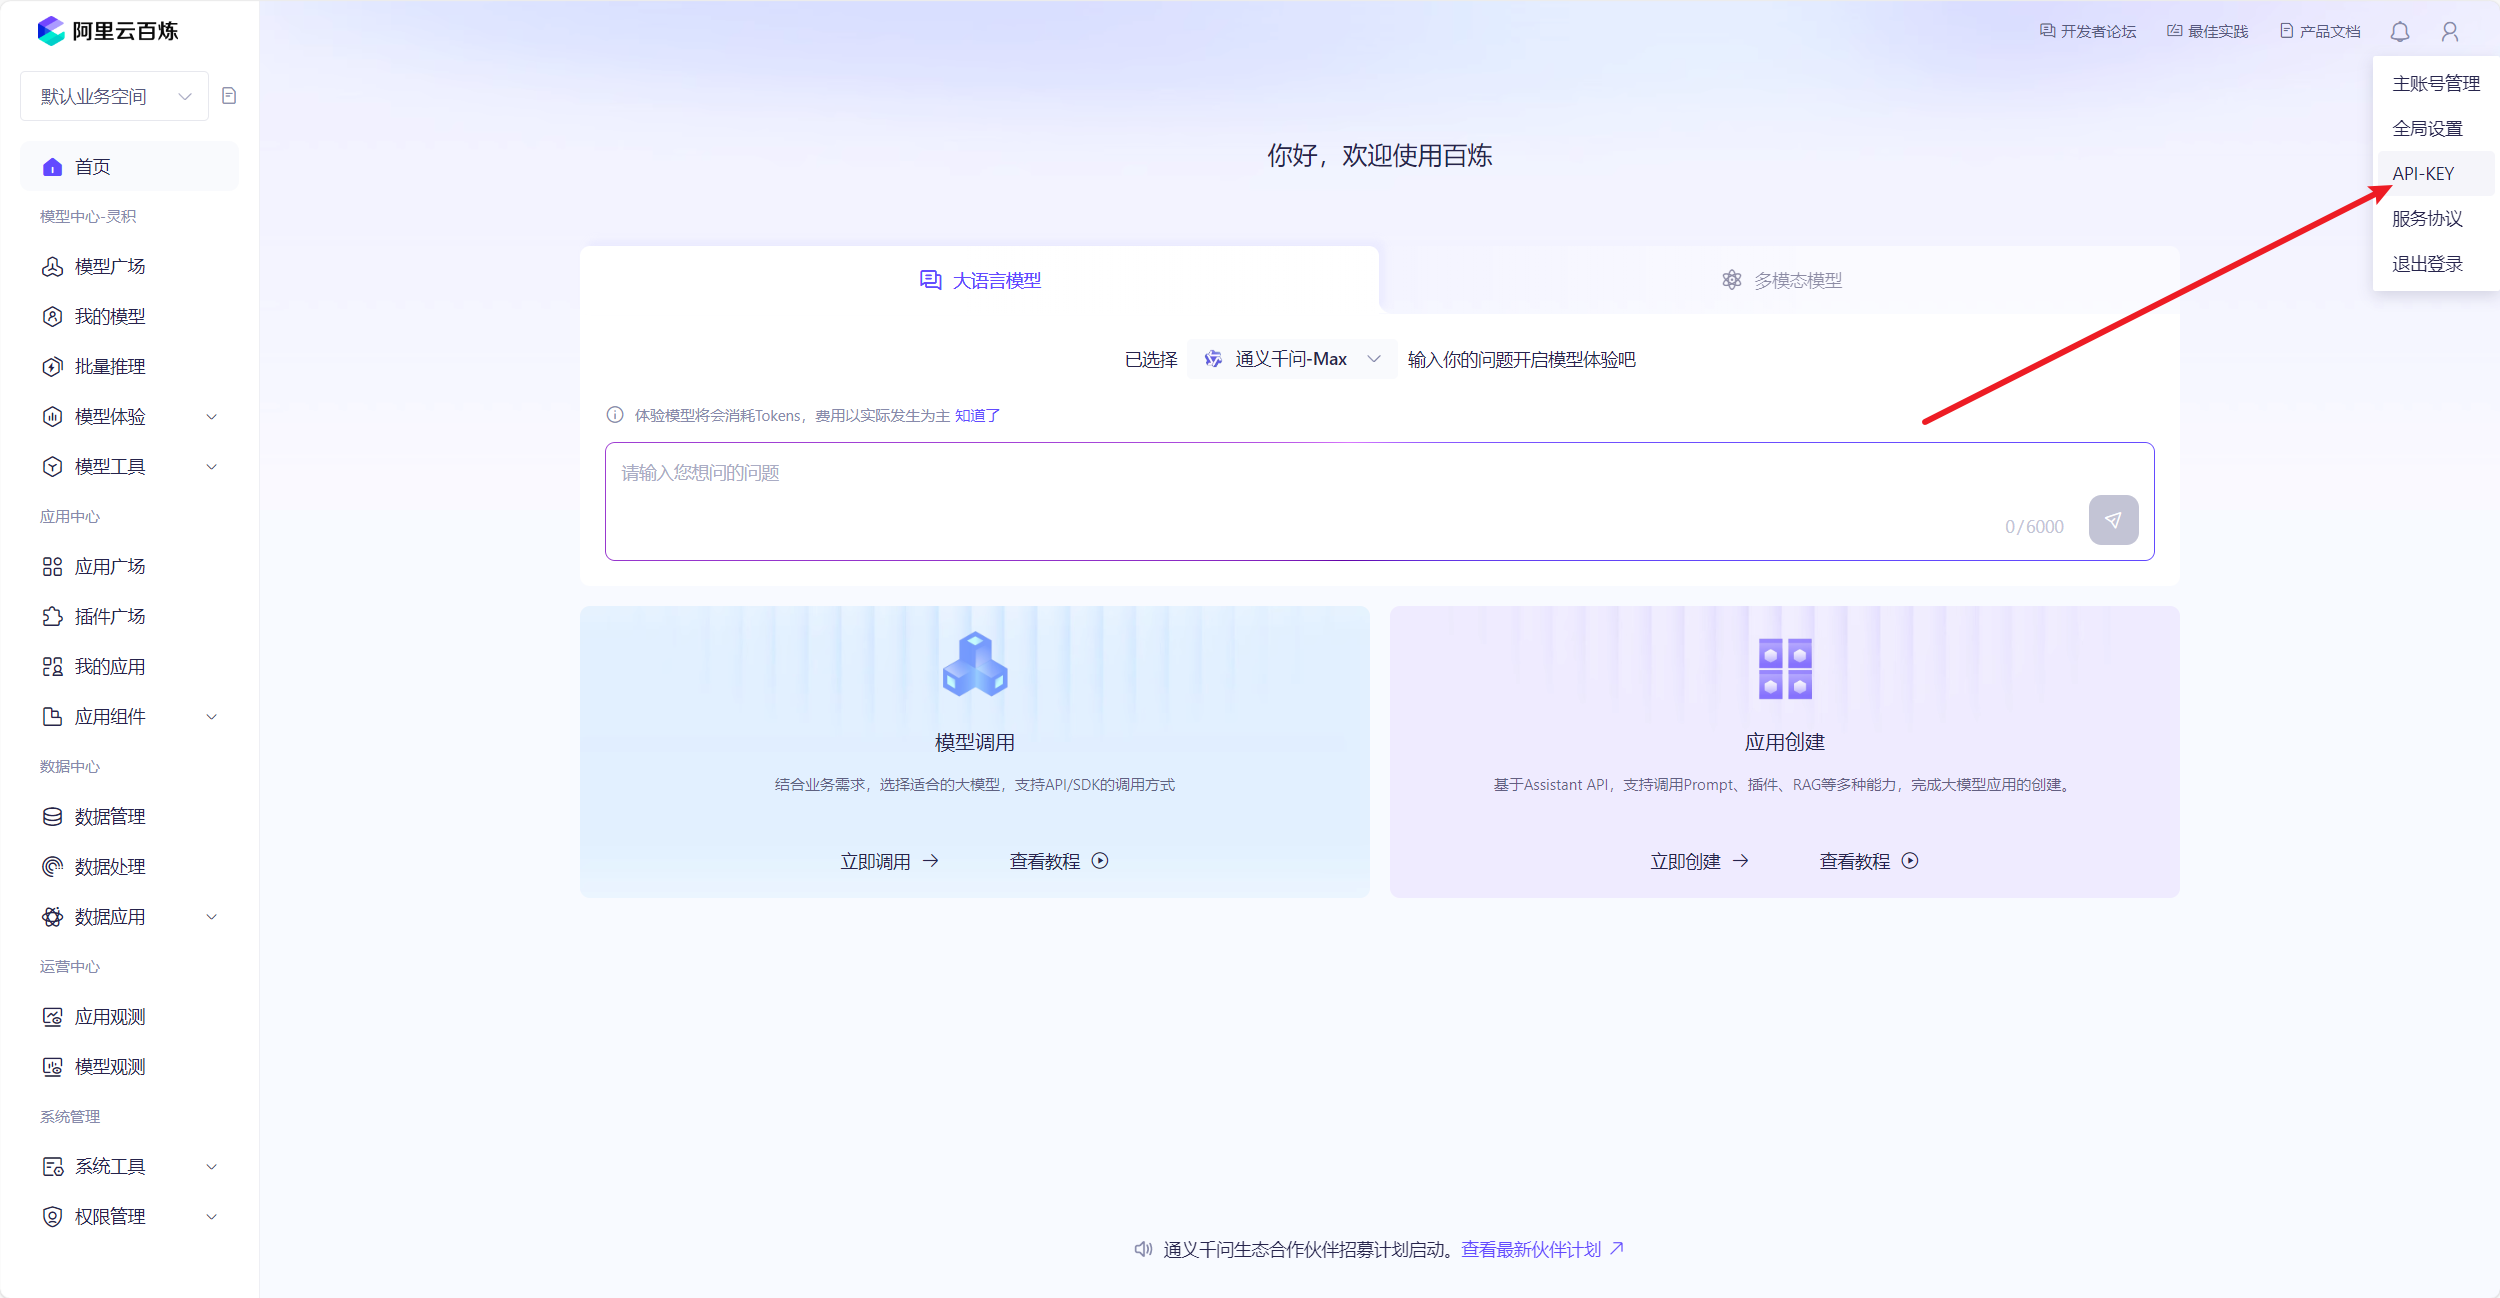 阿里云百炼
开发者论坛
最佳实践
产品文档
默认业务空间
首页
模型中心-灵积
模型广场
我的模型
批量推理
模型体验
模型工具
应用中心
应用广场
插件广场
我的应用
应用组件
数据中心
数据管理
数据处理
数据应用
运营中心
应用观测
模型观测
系统管理
系统工具
权限管理
主账号管理
全局设置
API-KEY
服务协议
退出登录
你好，欢迎使用百炼
大语言模型
多模态模型
已选择 通义千问-Max 输入你的问题开启模型体验吧
体验模型将会消耗Tokens，费用以实际发生为主 知道了
请输入您想问的问题
0/6000
模型调用
结合业务需求，选择适合的大模型，支持API/SDK的调用方式
立即调用
查看教程
应用创建
基于Assistant API，支持调用Prompt、插件、RAG等多种能力，完成大模型应用的创建。
立即创建
查看教程
通义千问生态合作伙伴招募计划启动。查看最新伙伴计划